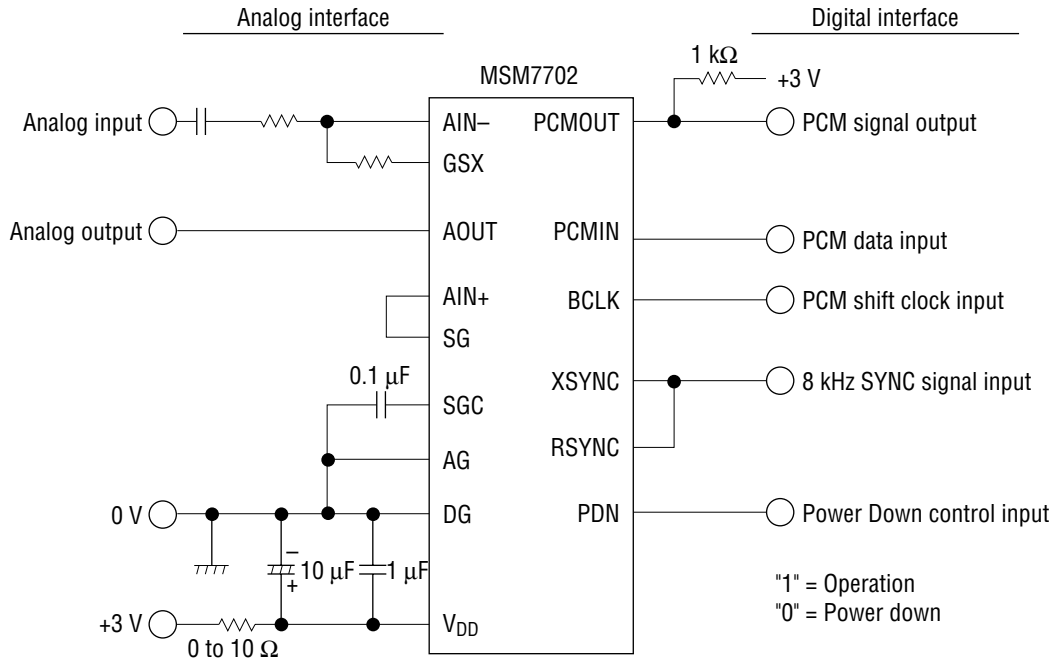 Analog interface
Digital interface
1 kΩ
+3 V
MSM7702
Analog input
AIN–
PCMOUT
PCM signal output
GSX
Analog output
AOUT
PCMIN
PCM data input
AIN+
BCLK
PCM shift clock input
SG
0.1 μF
XSYNC
8 kHz SYNC signal input
SGC
RSYNC
AG
0 V
DG
PDN
Power Down control input
–
10 μF
1 μF
+
"1" = Operation
"0" = Power down
+3 V
VDD
0 to 10 Ω